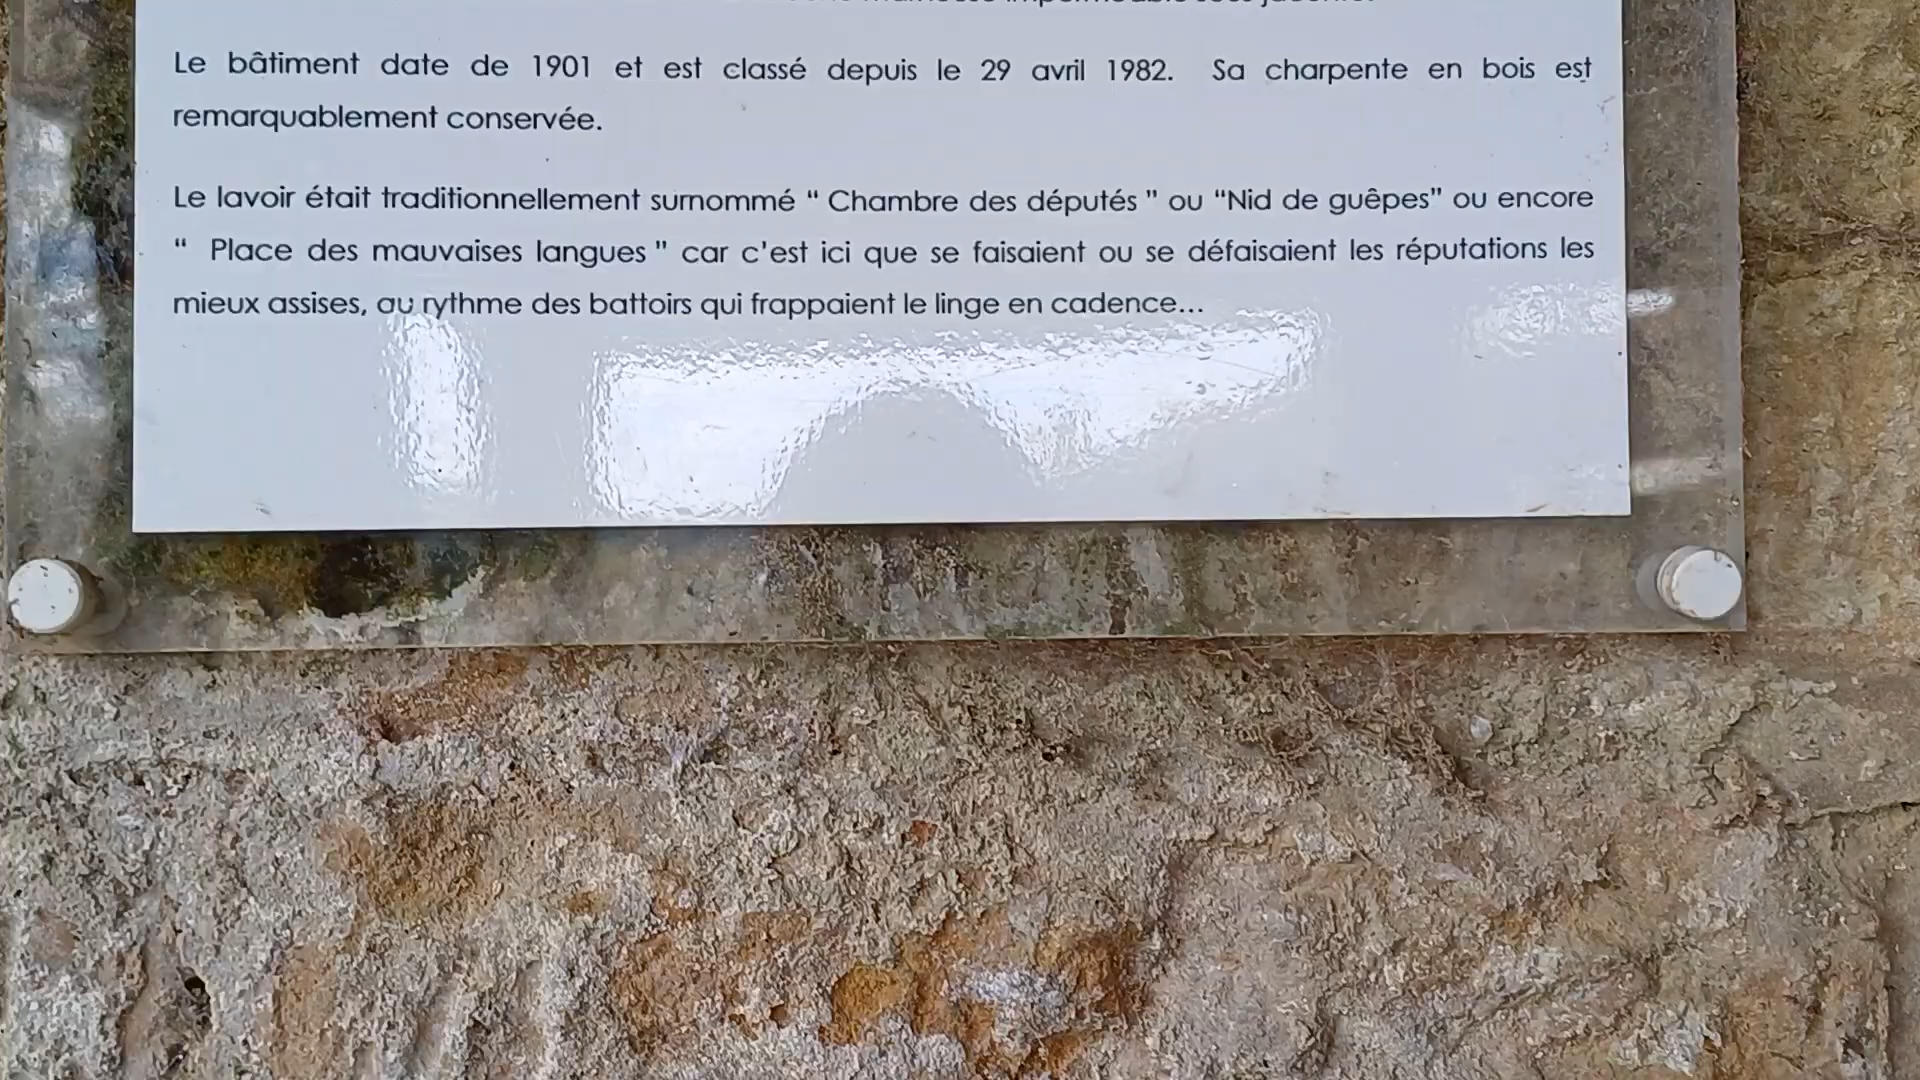 Le bâtiment date de 1901 et est classé depuis le 29 avril 1982. Sa charpente en bois est
remarquablement conservée.
Le lavoir était traditionnellement surnommé “ Chambre des députés ” ou “Nid de guêpes” ou encore
“ Place des mauvaises langues ” car c’est ici que se faisaient ou se défaisaient les réputations les
mieux assises, au rythme des battoirs qui frappaient le linge en cadence...